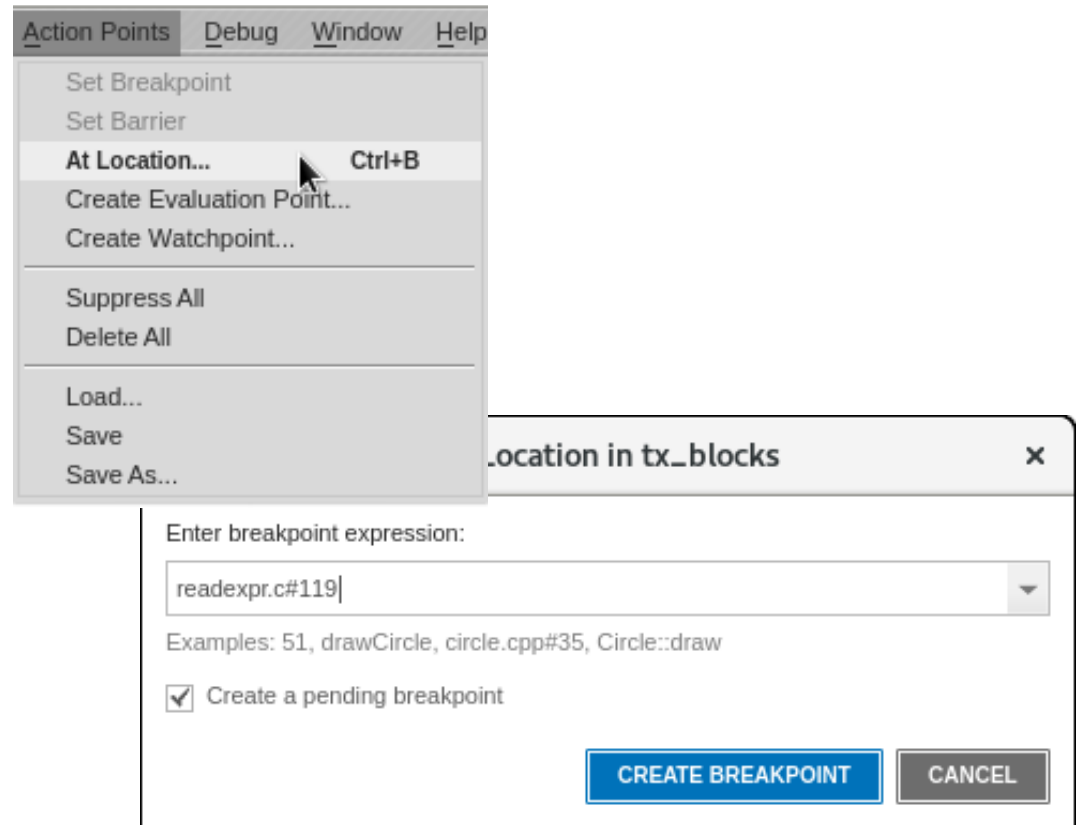 Action Points Debug Window Help
Set Breakpoint
Set Barrier
At Location... Ctrl+B
Create Evaluation Point...
Create Watchpoint...
Suppress All
Delete All
Load...
Save
Save As...
Location in tx_blocks ×
Enter breakpoint expression:
readexpr.c#119
Examples: 51, drawCircle, circle.cpp#35, Circle::draw
Create a pending breakpoint
CREATE BREAKPOINT CANCEL